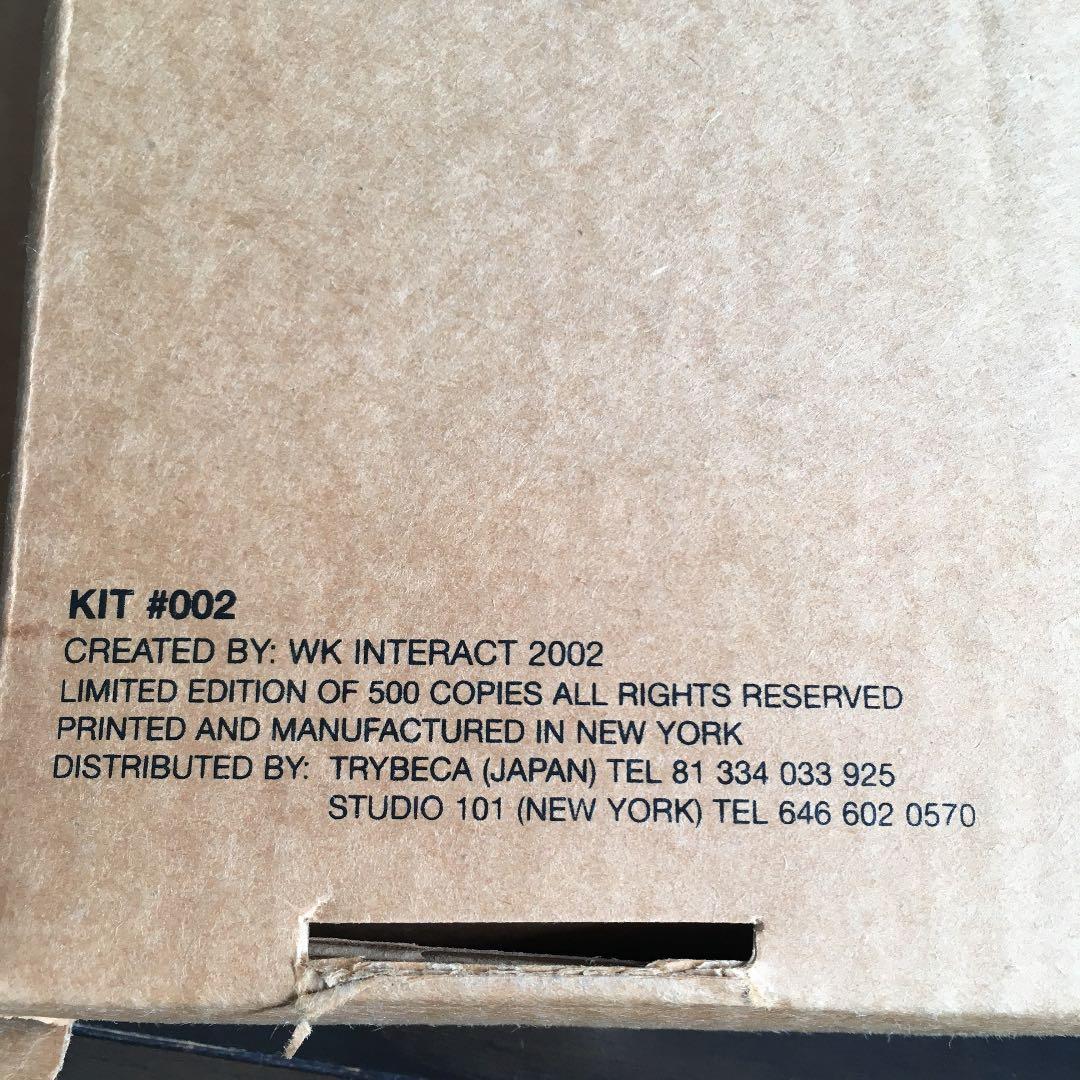 KIT #002
CREATED BY: WK INTERACT 2002
LIMITED EDITION OF 500 COPIES ALL RIGHTS RESERVED
PRINTED AND MANUFACTURED IN NEW YORK
DISTRIBUTED BY: TRYBECA (JAPAN) TEL 81 334 033 925
STUDIO 101 (NEW YORK) TEL 646 602 0570